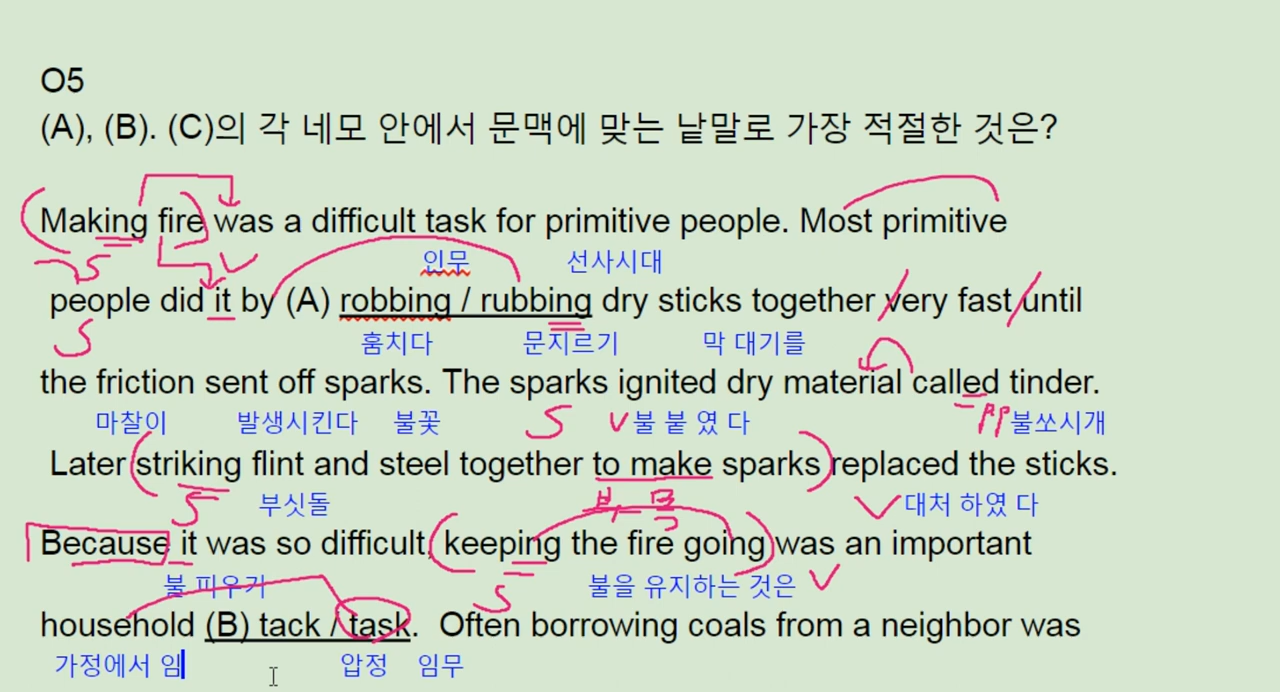 05
(A), (B). (C)의 각 네모 안에서 문맥에 맞는 낱말로 가장 적절한 것은?
Making fire was a difficult task for primitive people. Most primitive
인무 선사시대
S
people did it by (A) robbing / rubbing dry sticks together very fast until
S 훔치다 문지르기 막 대기를
the friction sent off sparks. The sparks ignited dry material called tinder.
마찰이 발생시킨다 불꽃 S V 불 붙 였 다 PP 불쏘시개
Later striking flint and steel together to make sparks replaced the sticks.
S 부싯돌 V 대처 하였 다
Because it was so difficult, keeping the fire going was an important
불 피우가 S 불을 유지하는 것은 V
household (B) tack / task. Often borrowing coals from a neighbor was
가정에서 임 압정 임무